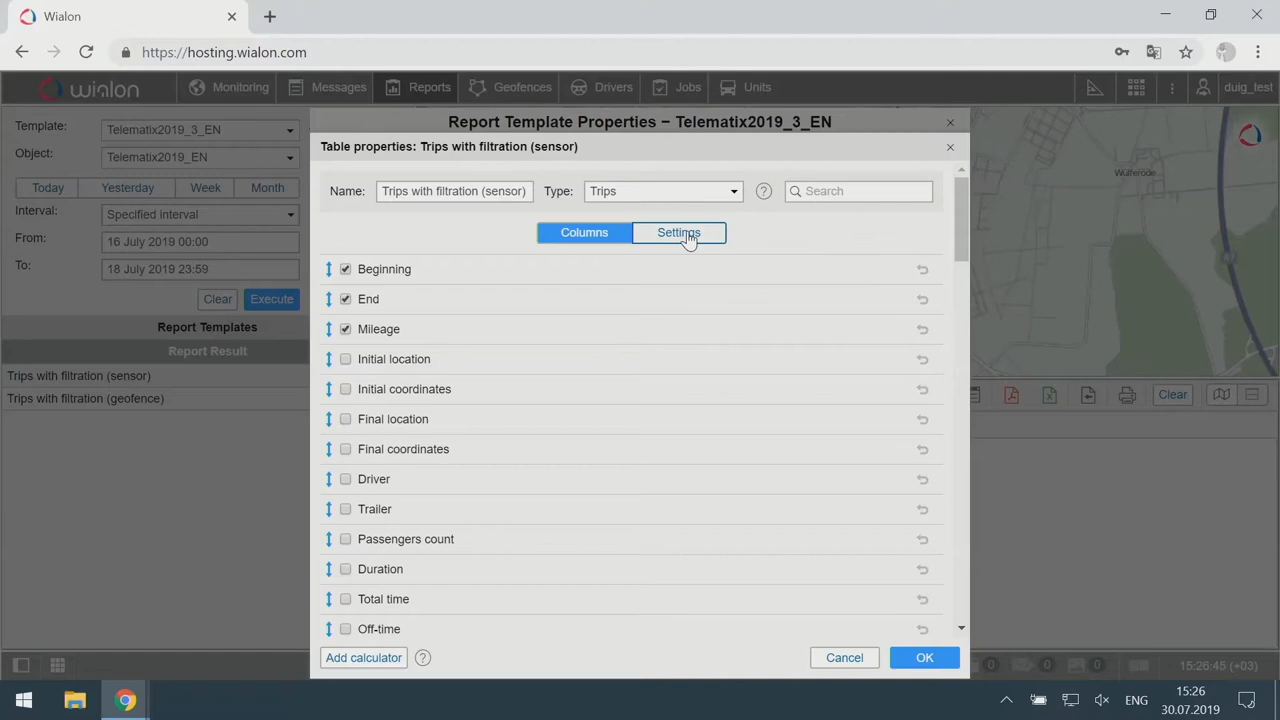 Wialon
https://hosting.wialon.com
wialon
Monitoring
Messages
Reports
Geofences
Drivers
Jobs
Units
duig_test
Template:
Telematix2019_3_EN
Object:
Telematix2019_EN
Today
Yesterday
Week
Month
Interval:
Specified interval
From:
16 July 2019 00:00
To:
18 July 2019 23:59
Clear
Execute
Report Templates
Report Result
Trips with filtration (sensor)
Trips with filtration (geofence)
Report Template Properties – Telematix2019_3_EN
Table properties: Trips with filtration (sensor)
Name:
Trips with filtration (sensor)
Type:
Trips
?
Search
Columns
Settings
Beginning
End
Mileage
Initial location
Initial coordinates
Final location
Final coordinates
Driver
Trailer
Passengers count
Duration
Total time
Off-time
Add calculator
?
Cancel
OK
Wulferode
Clear
0
0
0
15:26:45 (+03)
ENG
15:26
30.07.2019